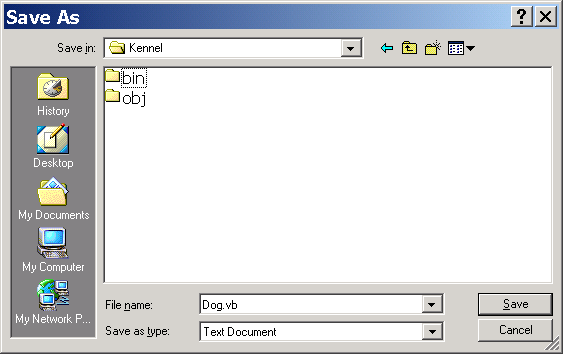 Save As
Save in:
Kennel
bin
obj
History
Desktop
My Documents
My Computer
My Network P...
File name:
Dog.vb
Save
Save as type:
Text Document
Cancel